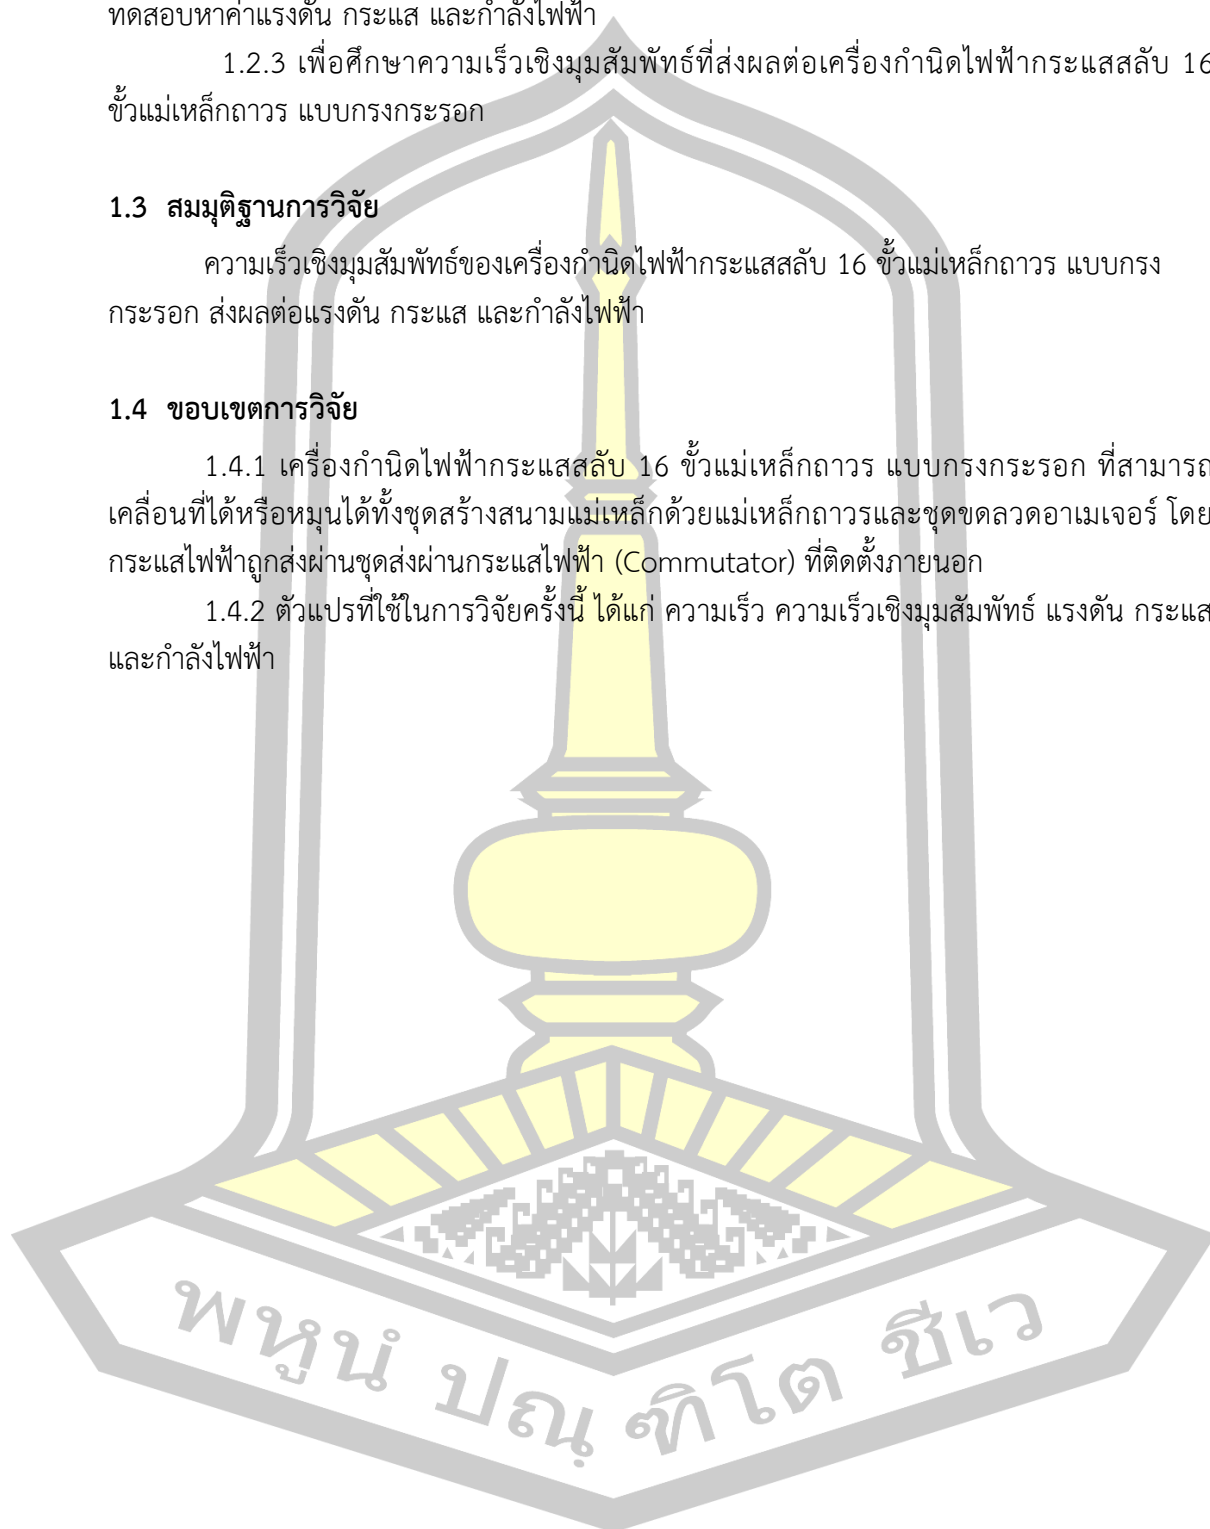 ทดสอบหาค่าแรงดัน กระแส และกำลังไฟฟ้า
1.2.3 เพื่อศึกษาความเร็วเชิงมุมสัมพัทธ์ที่ส่งผลต่อเครื่องกำนิดไฟฟ้ากระแสสลับ 16
ขั้วแม่เหล็กถาวร แบบกรงกระรอก
1.3 สมมุติฐานการวิจัย
ความเร็วเชิงมุมสัมพัทธ์ของเครื่องกำนิดไฟฟ้ากระแสสลับ 16 ขั้วแม่เหล็กถาวร แบบกรง
กระรอก ส่งผลต่อแรงดัน กระแส และกำลังไฟฟ้า
1.4 ขอบเขตการวิจัย
1.4.1 เครื่องกำนิดไฟฟ้ากระแสสลับ 16 ขั้วแม่เหล็กถาวร แบบกรงกระรอก ที่สามารถ
เคลื่อนที่ได้หรือหมุนได้ทั้งชุดสร้างสนามแม่เหล็กด้วยแม่เหล็กถาวรและชุดขดลวดอาเมเจอร์ โดย
กระแสไฟฟ้าถูกส่งผ่านชุดส่งผ่านกระแสไฟฟ้า (Commutator) ที่ติดตั้งภายนอก
1.4.2 ตัวแปรที่ใช้ในการวิจัยครั้งนี้ ได้แก่ ความเร็ว ความเร็วเชิงมุมสัมพัทธ์ แรงดัน กระแส
และกำลังไฟฟ้า
พหูนํ ปณฺฑิโต ชีเว